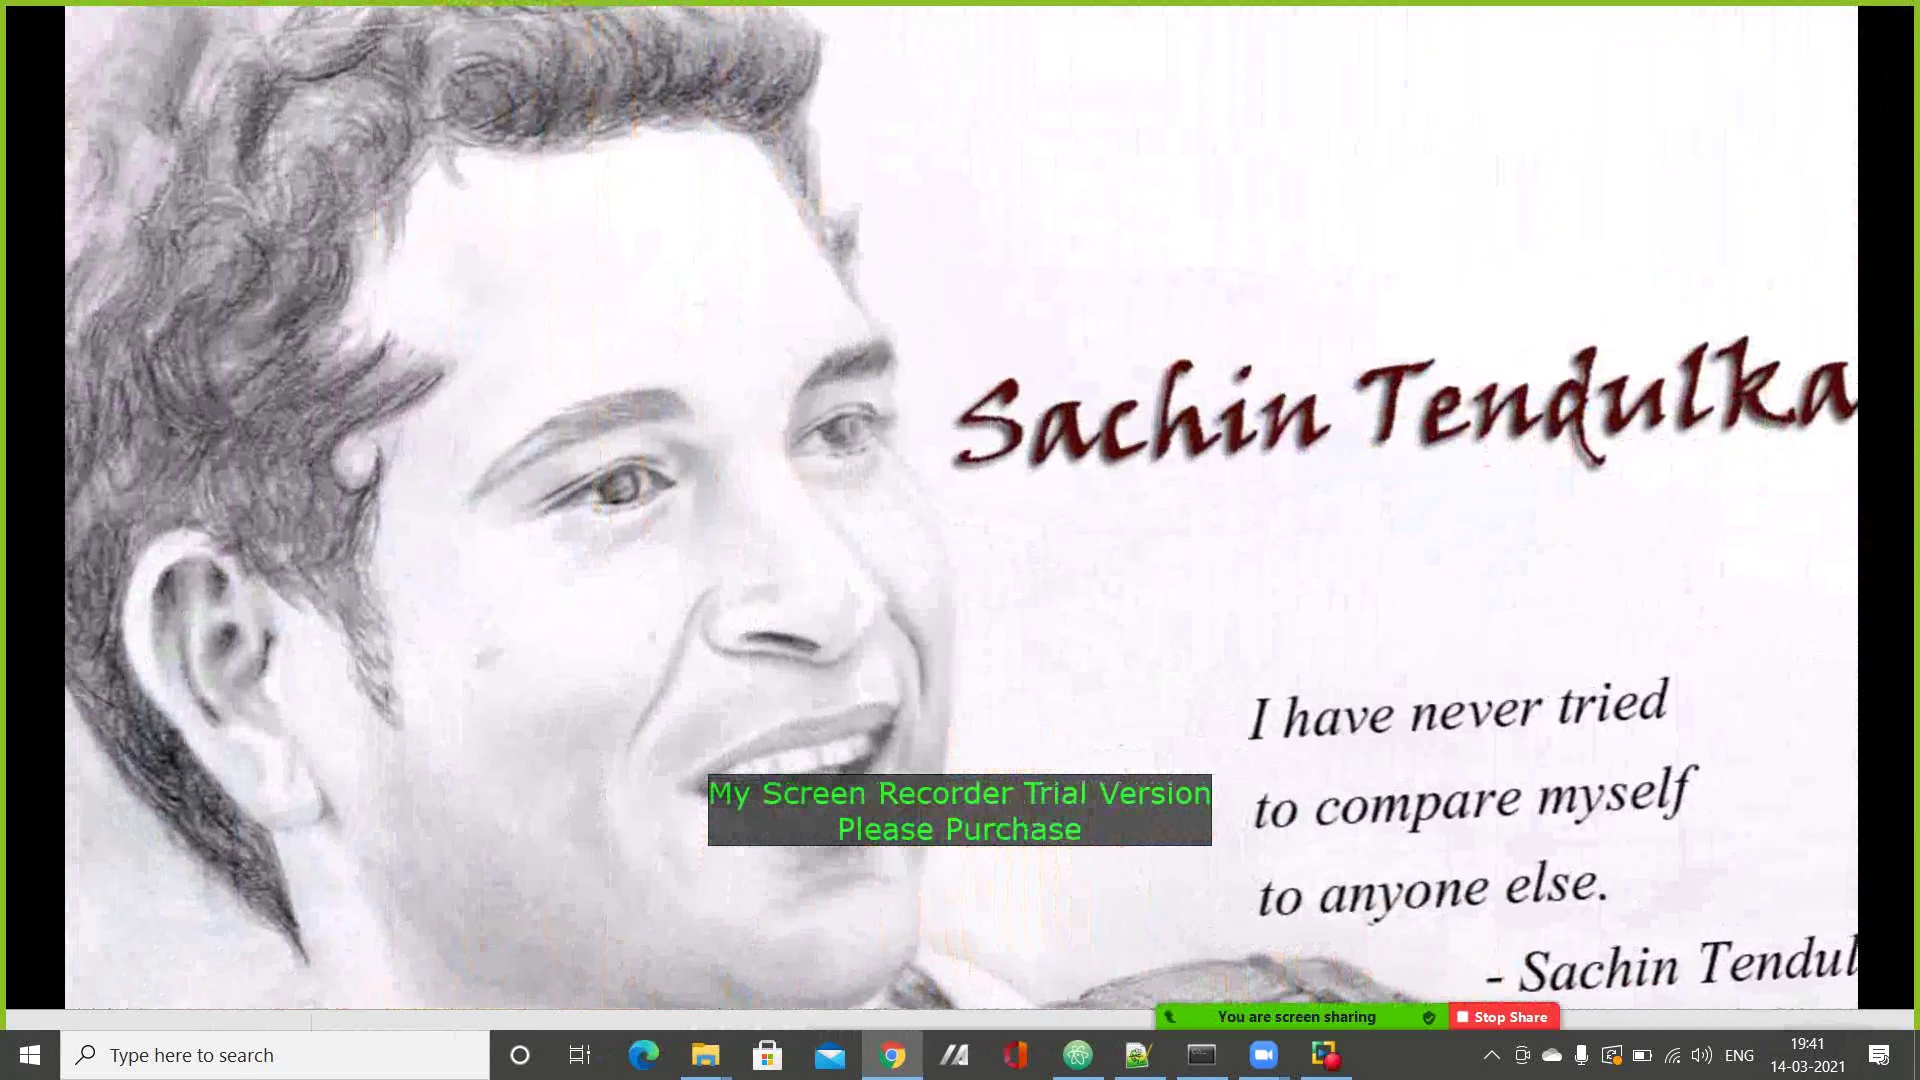 Sachin Tendulka
I have never tried
to compare myself
to anyone else.
- Sachin Tendul
My Screen Recorder Trial Version
Please Purchase
You are screen sharing
Stop Share
Type here to search
ENG
19:41
14-03-2021